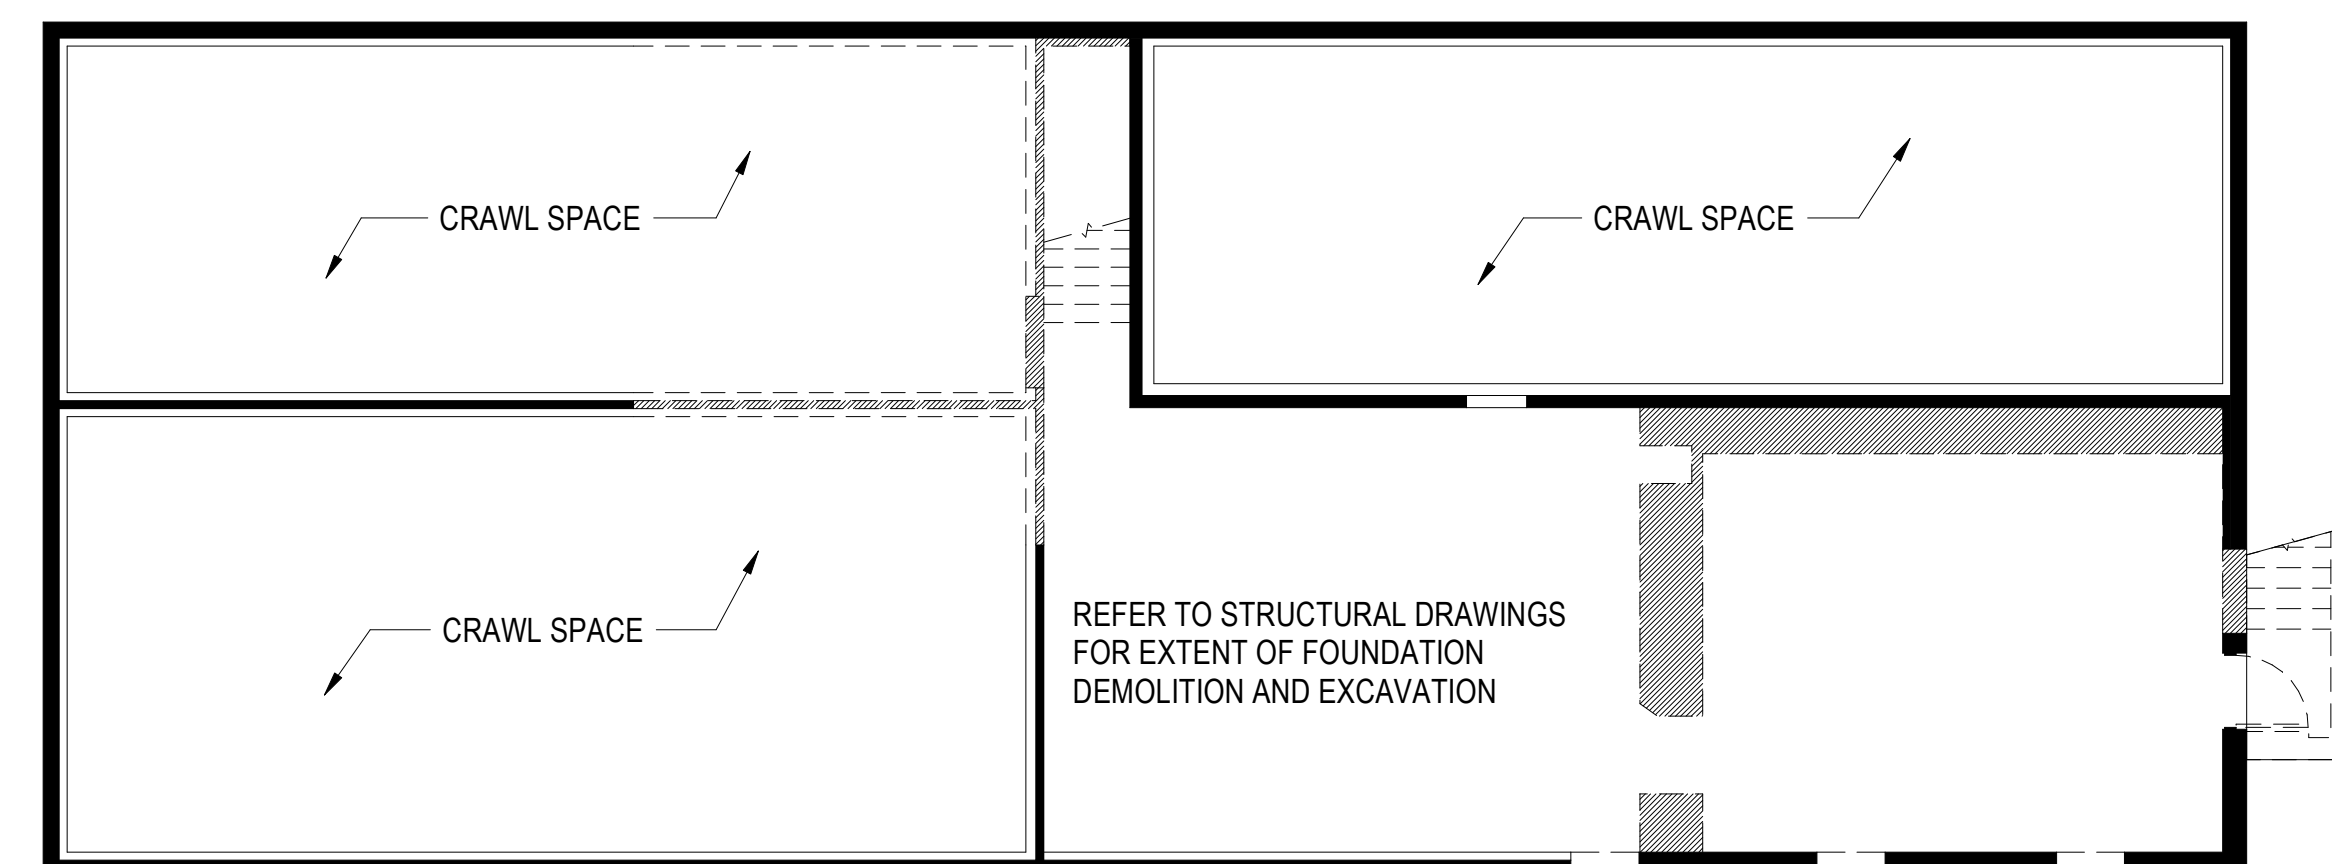 CRAWL SPACE
CRAWL SPACE
CRAWL SPACE
REFER TO STRUCTURAL DRAWINGS
FOR EXTENT OF FOUNDATION
DEMOLITION AND EXCAVATION